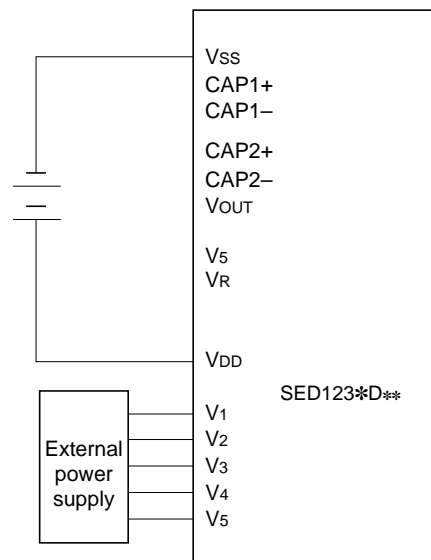 VSS
CAP1+
CAP1–
CAP2+
CAP2–
VOUT
V5
VR
VDD
SED123*D**
External
power
supply
V1
V2
V3
V4
V5